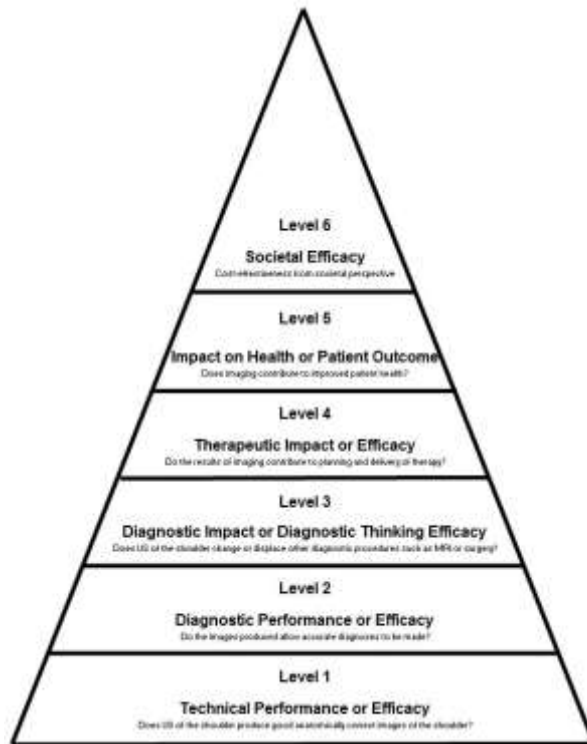 Level 6
Societal Efficacy
Cost-effectiveness from societal perspective
Level 5
Impact on Health or Patient Outcome
Does imaging contribute to improved patient health?
Level 4
Therapeutic Impact or Efficacy
Do the results of imaging contribute to planning and delivery of therapy?
Level 3
Diagnostic Impact or Diagnostic Thinking Efficacy
Does US of the shoulder change or displace other diagnostic procedures such as MRI or surgery?
Level 2
Diagnostic Performance or Efficacy
Do the images produced allow accurate diagnoses to be made?
Level 1
Technical Performance or Efficacy
Does US of the shoulder produce good anatomically correct images of the shoulder?